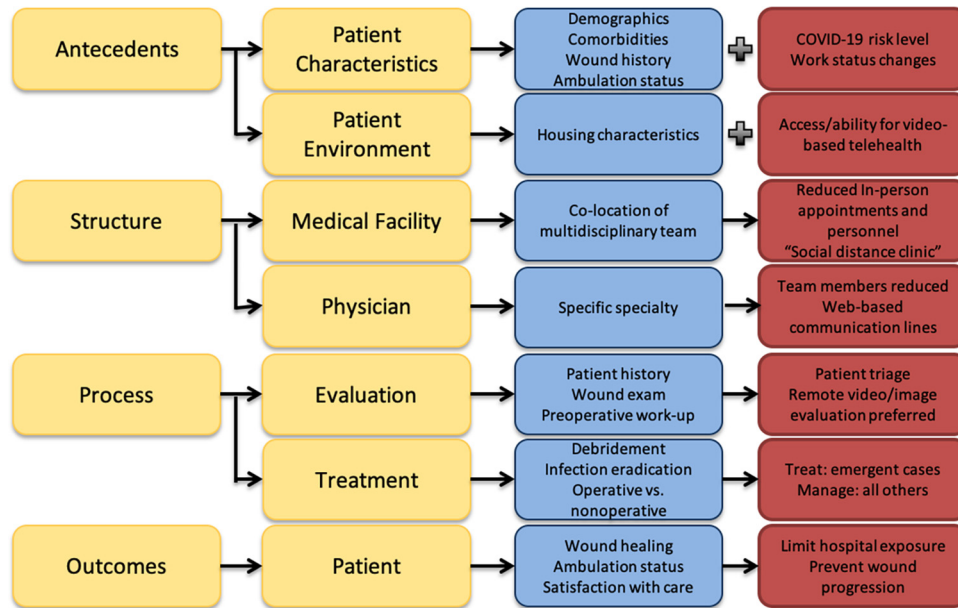 Antecedents
Patient
Characteristics
Demographics
Comorbidities
Wound history
Ambulation status
COVID-19 risk level
Work status changes
Patient
Environment
Housing characteristics
Access/ability for video-
based telehealth
Structure
Medical Facility
Co-location of
multidisciplinary team
Reduced In-person
appointments and
personnel
“Social distance clinic”
Physician
Specific specialty
Team members reduced
Web-based
communication lines
Process
Evaluation
Patient history
Wound exam
Preoperative work-up
Patient triage
Remote video/image
evaluation preferred
Treatment
Debridement
Infection eradication
Operative vs.
nonoperative
Treat: emergent cases
Manage: all others
Outcomes
Patient
Wound healing
Ambulation status
Satisfaction with care
Limit hospital exposure
Prevent wound
progression